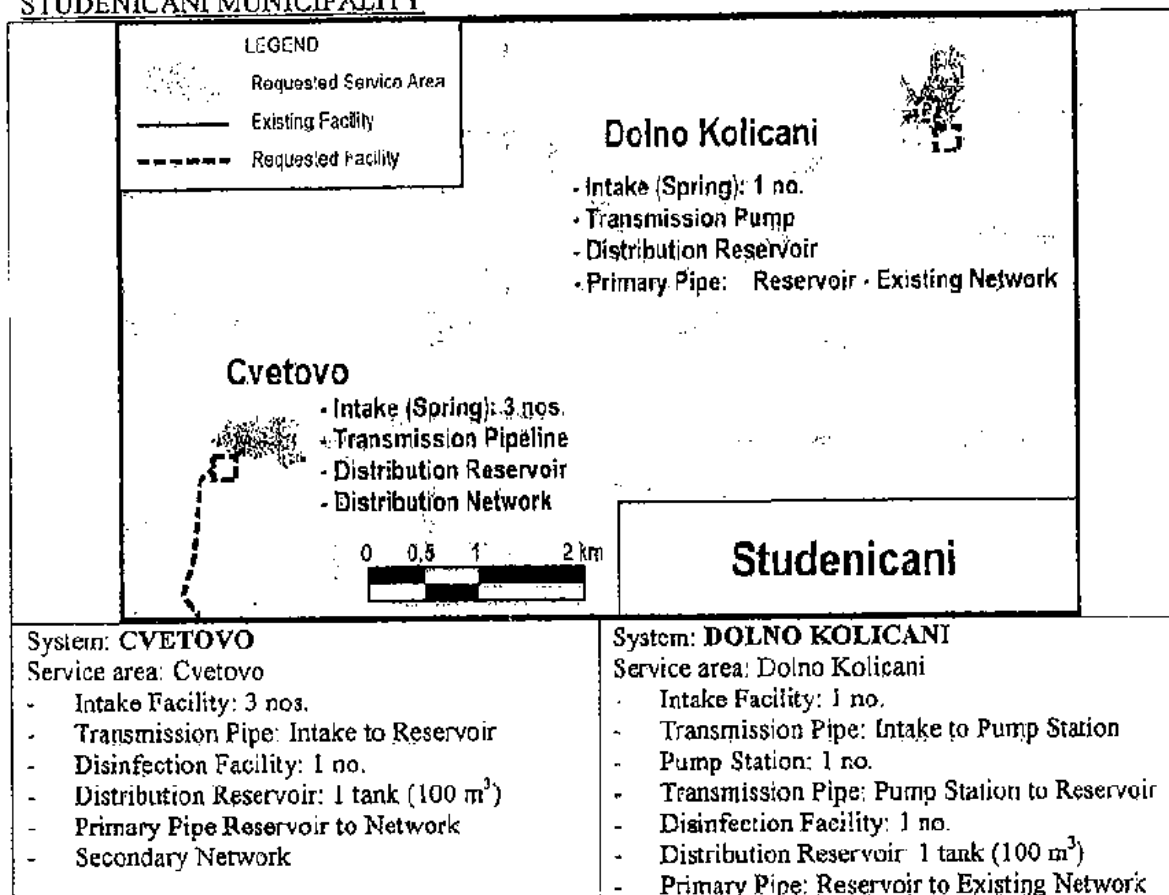 STUDENICANI MUNICIPALITY
LEGEND
Requested Service Area
Existing Facility
Requested Facility
Dolno Kolicani
- Intake (Spring): 1 no.
- Transmission Pump
- Distribution Reservoir
- Primary Pipe: Reservoir - Existing Network
Cvetovo
- Intake (Spring): 3 nos.
- Transmission Pipeline
- Distribution Reservoir
- Distribution Network
0 0,5 1 2 km
Studenicani
System: CVETOVO
Service area: Cvetovo
- Intake Facility: 3 nos.
- Transmission Pipe: Intake to Reservoir
- Disinfection Facility: 1 no.
- Distribution Reservoir: 1 tank (100 m³)
- Primary Pipe Reservoir to Network
- Secondary Network
System: DOLNO KOLICANI
Service area: Dolno Kolicani
- Intake Facility: 1 no.
- Transmission Pipe: Intake to Pump Station
- Pump Station: 1 no.
- Transmission Pipe: Pump Station to Reservoir
- Disinfection Facility: 1 no.
- Distribution Reservoir 1 tank (100 m³)
- Primary Pipe: Reservoir to Existing Network